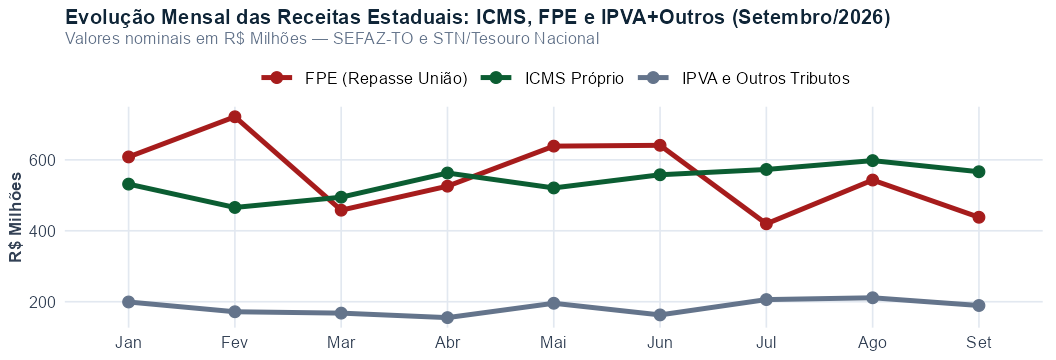 Evolução Mensal das Receitas Estaduais: ICMS, FPE e IPVA+Outros (Setembro/2026)
Valores nominais em R$ Milhões — SEFAZ-TO e STN/Tesouro Nacional
FPE (Repasse União) ICMS Próprio IPVA e Outros Tributos
R$ Milhões
600
400
200
Jan Fev Mar Abr Mai Jun Jul Ago Set